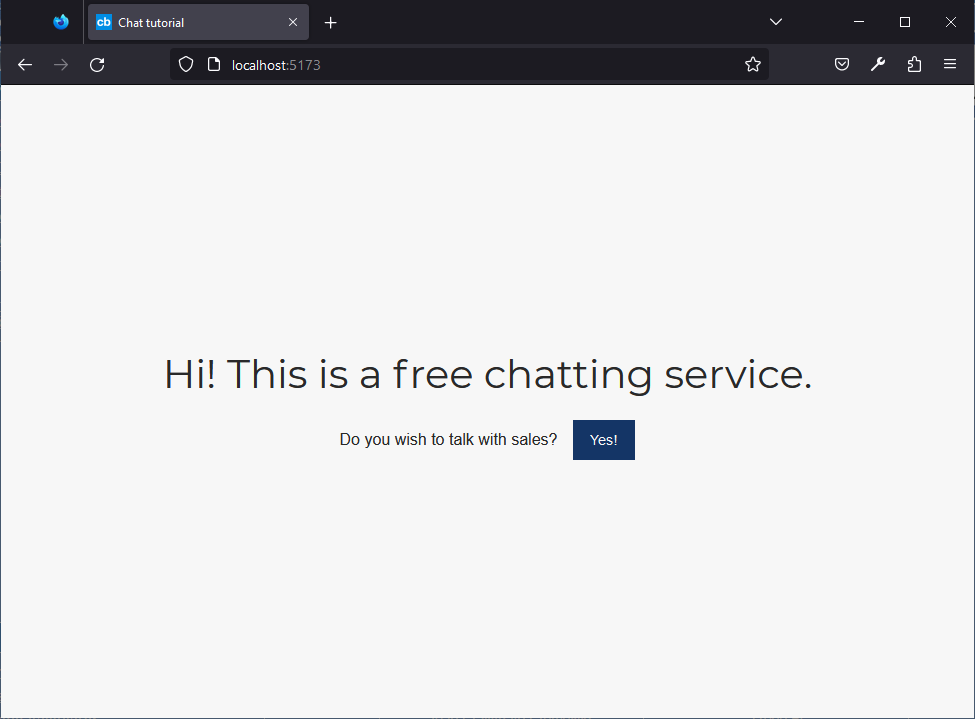 cb Chat tutorial
localhost:5173
Hi! This is a free chatting service.
Do you wish to talk with sales? Yes!